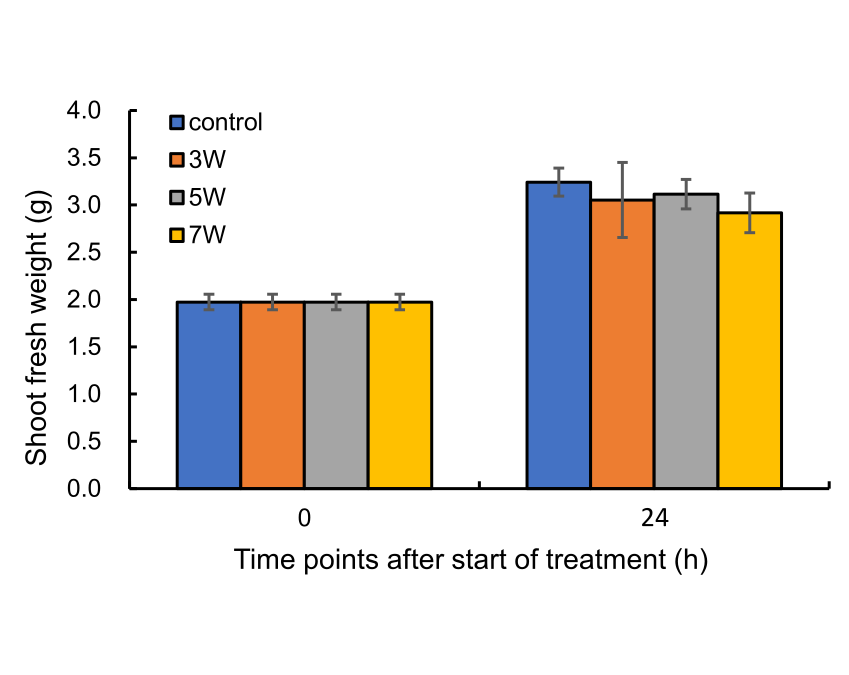 4.0
3.5
3.0
2.5
2.0
1.5
1.0
0.5
0.0
Shoot fresh weight (g)
control
3W
5W
7W
0
24
Time points after start of treatment (h)